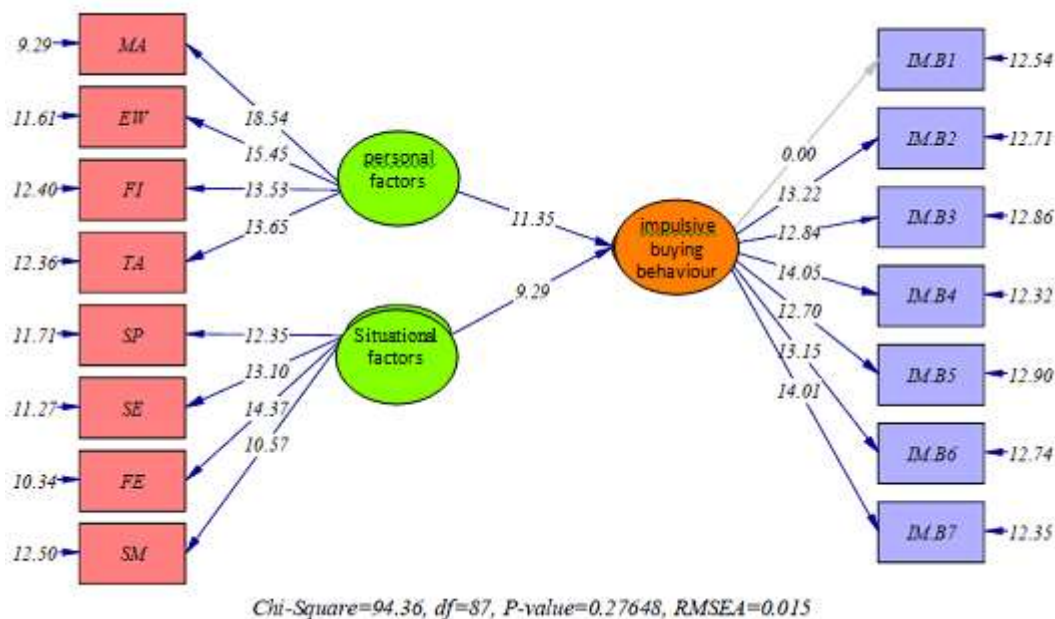 9.29
MA
11.61
EW
12.40
FI
12.36
TA
11.71
SP
11.27
SE
10.34
FE
12.50
SM
18.54
15.45
13.53
13.65
12.35
13.10
14.37
10.57
personal
factors
Situational
factors
11.35
9.29
impulsive
buying
behaviour
0.00
13.22
12.84
14.05
12.70
13.15
14.01
IM.B1
12.54
IM.B2
12.71
IM.B3
12.86
IM.B4
12.32
IM.B5
12.90
IM.B6
12.74
IM.B7
12.35
Chi-Square=94.36, df=87, P-value=0.27648, RMSEA=0.015